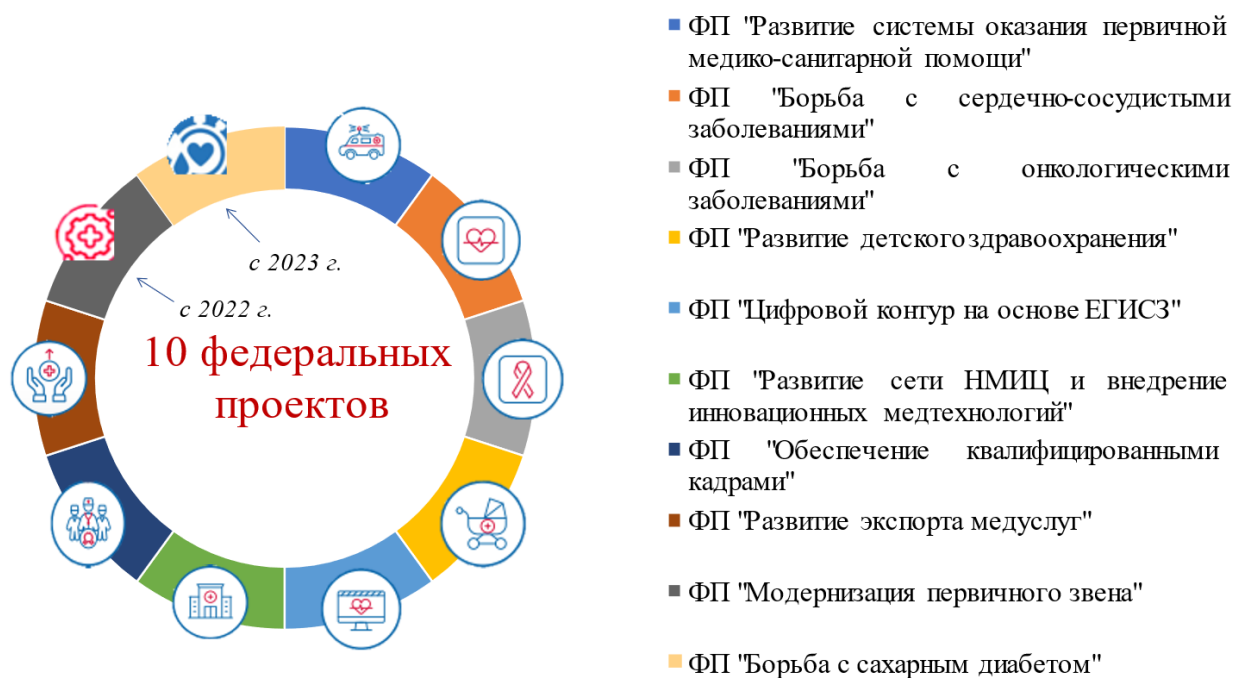 с 2023 г.
с 2022 г.
10 федеральных
проектов
ФП "Развитие системы оказания первичной
медико-санитарной помощи"
ФП "Борьба с сердечно-сосудистыми
заболеваниями"
ФП "Борьба с онкологическими
заболеваниями"
ФП "Развитие детского здравоохранения"
ФП "Цифровой контур на основе ЕГИСЗ"
ФП "Развитие сети НМИЦ и внедрение
инновационных медтехнологий"
ФП "Обеспечение квалифицированными
кадрами"
ФП "Развитие экспорта медуслуг"
ФП "Модернизация первичного звена"
ФП "Борьба с сахарным диабетом"